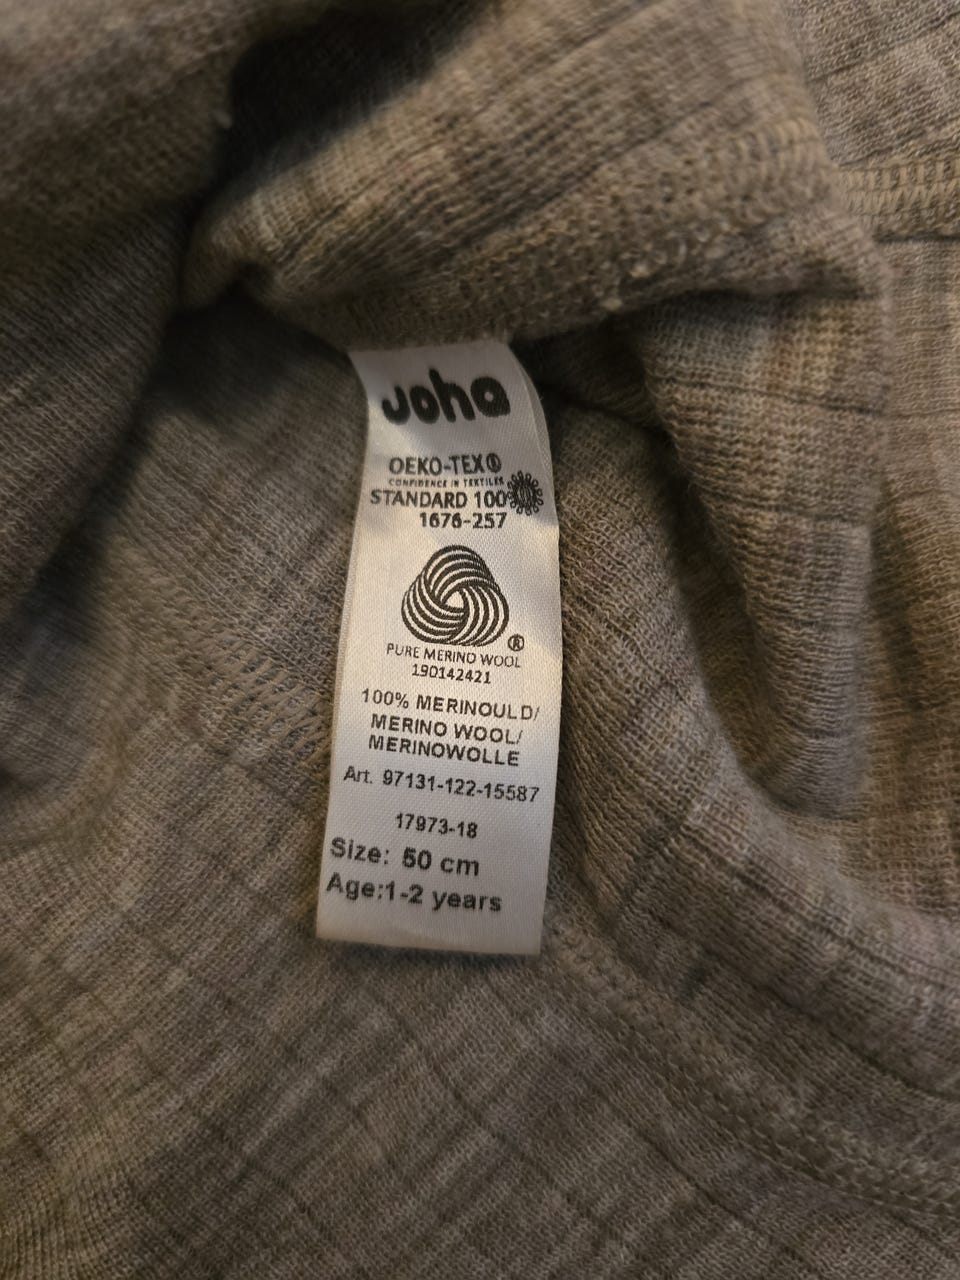 Joha
OEKO-TEX®
CONFIDENCE IN TEXTILES
STANDARD 100
1676-257
®
PURE MERINO WOOL
190142421
100% MERINOULD/
MERINO WOOL/
MERINOWOLLE
Art. 97131-122-15587
17973-18
Size: 50 cm
Age:1-2 years